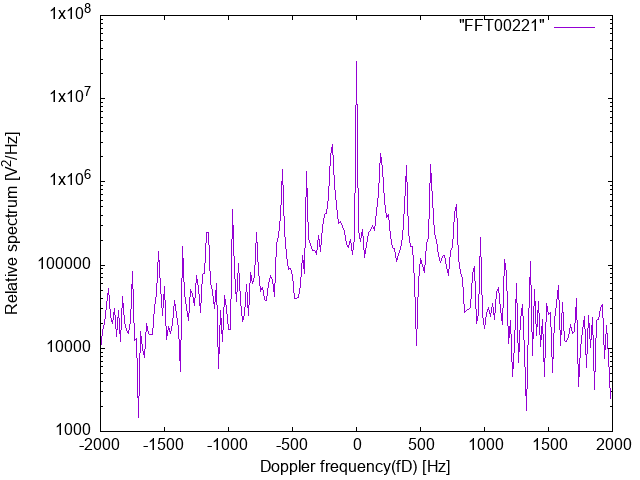 1x10^8
"FFT00221"
1x10^7
1x10^6
100000
10000
1000
Relative spectrum [V^2/Hz]
-2000 -1500 -1000 -500 0 500 1000 1500 2000
Doppler frequency(fD) [Hz]